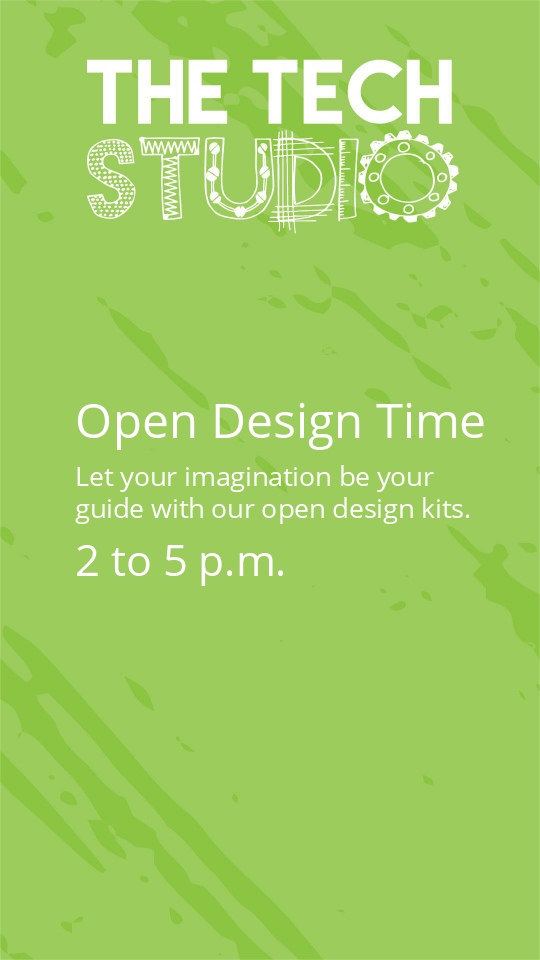 THE TECH
STUDIO
Open Design Time
Let your imagination be your
guide with our open design kits.
2 to 5 p.m.